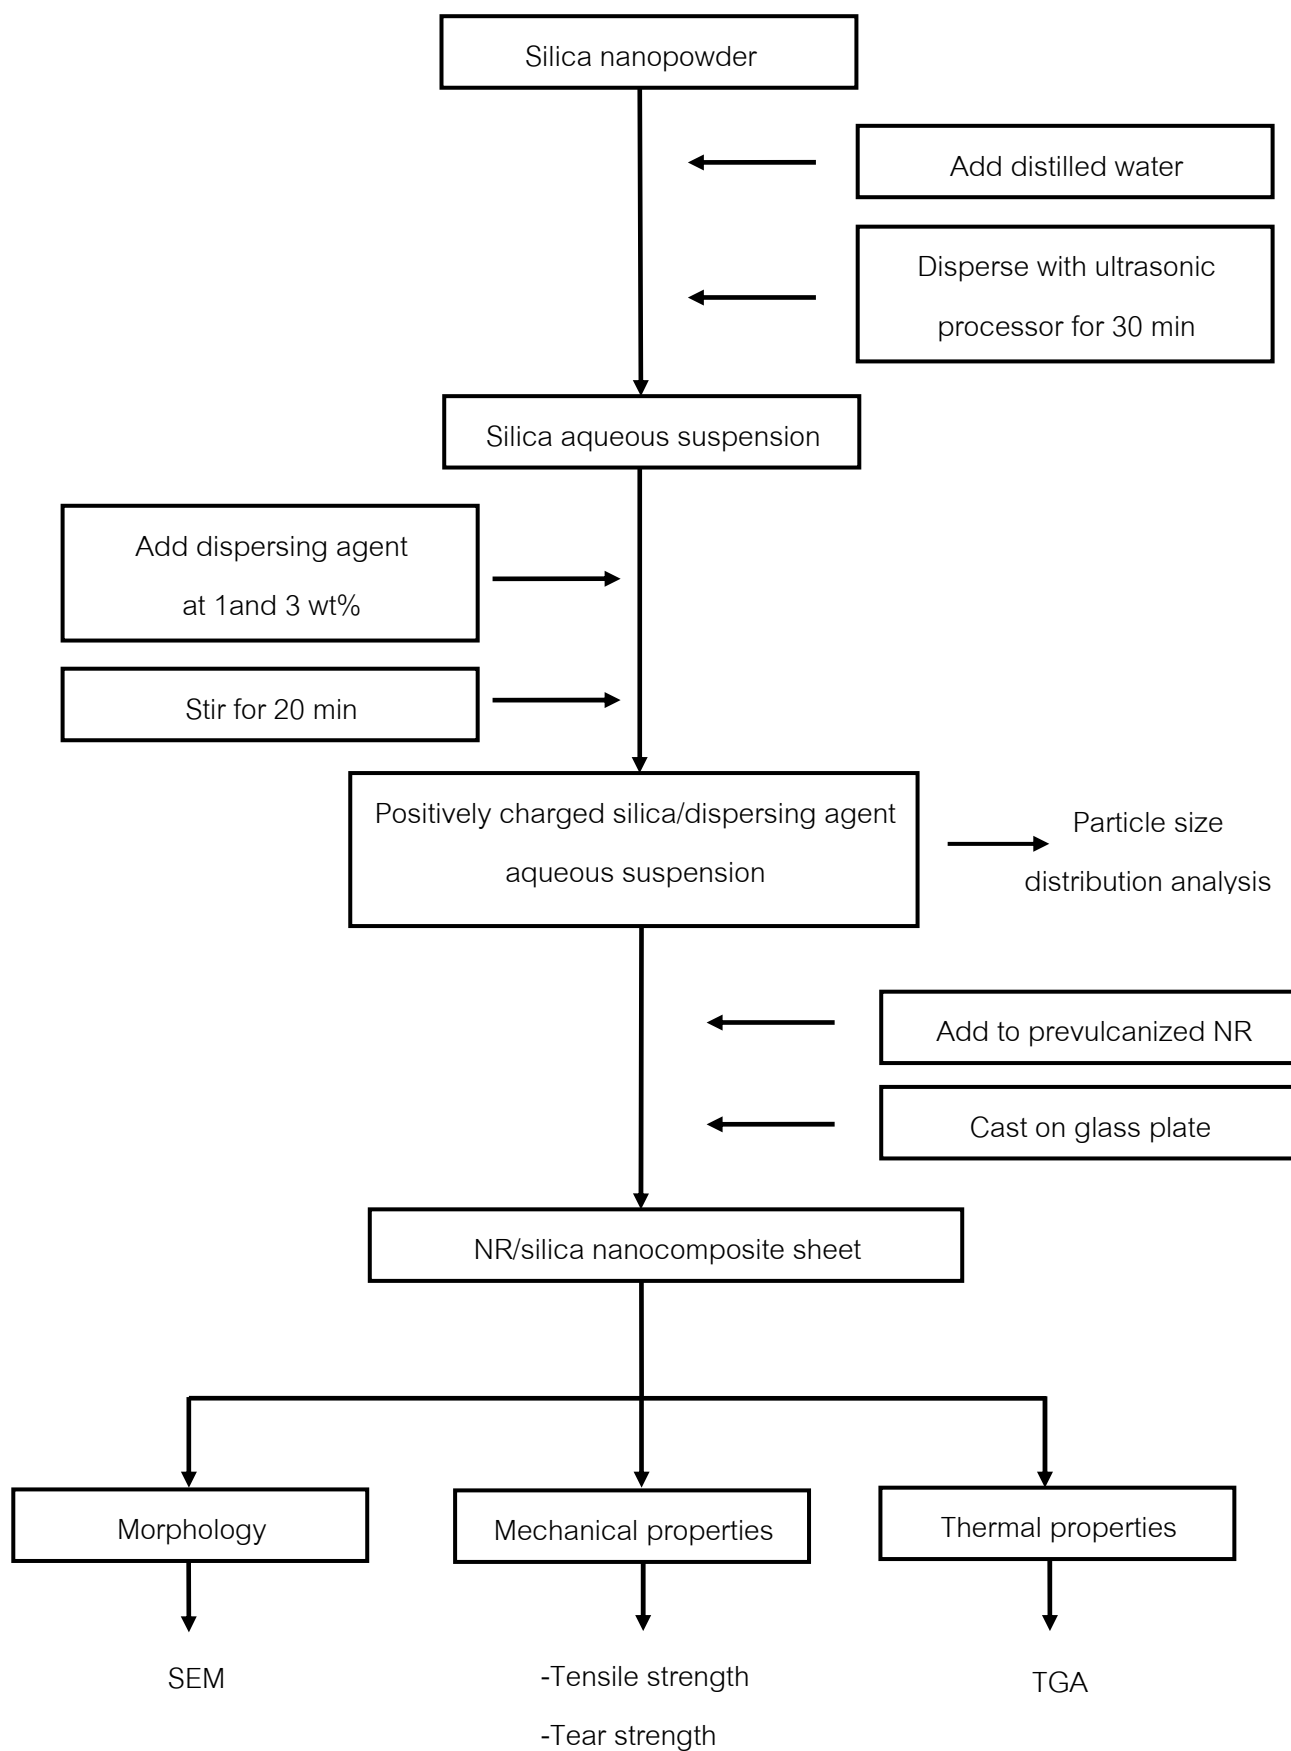 Silica nanopowder
Add distilled water
Disperse with ultrasonic
processor for 30 min
Silica aqueous suspension
Add dispersing agent
at 1and 3 wt%
Stir for 20 min
Positively charged silica/dispersing agent
aqueous suspension
Particle size
distribution analysis
Add to prevulcanized NR
Cast on glass plate
NR/silica nanocomposite sheet
Morphology
Mechanical properties
Thermal properties
SEM
-Tensile strength
-Tear strength
TGA